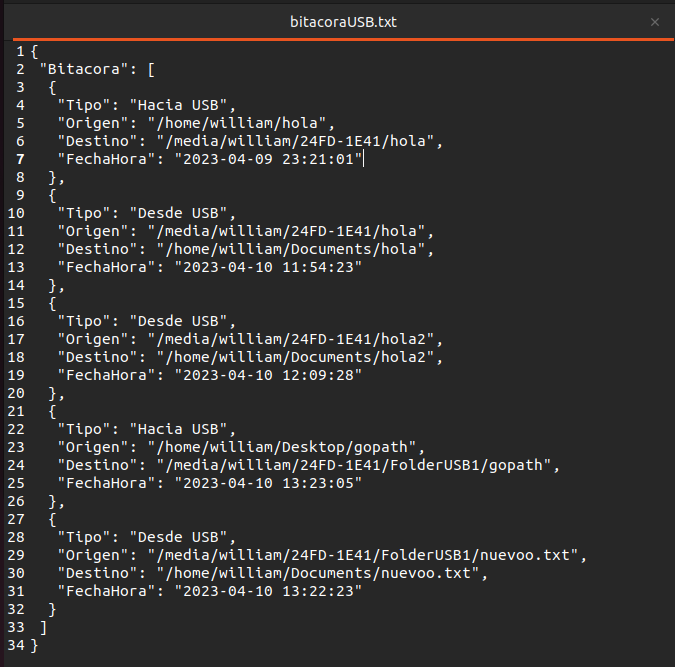 bitacoraUSB.txt
1 {
2 "Bitacora": [
3 {
4 "Tipo": "Hacia USB",
5 "Origen": "/home/william/hola",
6 "Destino": "/media/william/24FD-1E41/hola",
7 "FechaHora": "2023-04-09 23:21:01"
8 },
9 {
10 "Tipo": "Desde USB",
11 "Origen": "/media/william/24FD-1E41/hola",
12 "Destino": "/home/william/Documents/hola",
13 "FechaHora": "2023-04-10 11:54:23"
14 },
15 {
16 "Tipo": "Desde USB",
17 "Origen": "/media/william/24FD-1E41/hola2",
18 "Destino": "/home/william/Documents/hola2",
19 "FechaHora": "2023-04-10 12:09:28"
20 },
21 {
22 "Tipo": "Hacia USB",
23 "Origen": "/home/william/Desktop/gopath",
24 "Destino": "/media/william/24FD-1E41/FolderUSB1/gopath",
25 "FechaHora": "2023-04-10 13:23:05"
26 },
27 {
28 "Tipo": "Desde USB",
29 "Origen": "/media/william/24FD-1E41/FolderUSB1/nuevoo.txt",
30 "Destino": "/home/william/Documents/nuevoo.txt",
31 "FechaHora": "2023-04-10 13:22:23"
32 }
33 ]
34 }